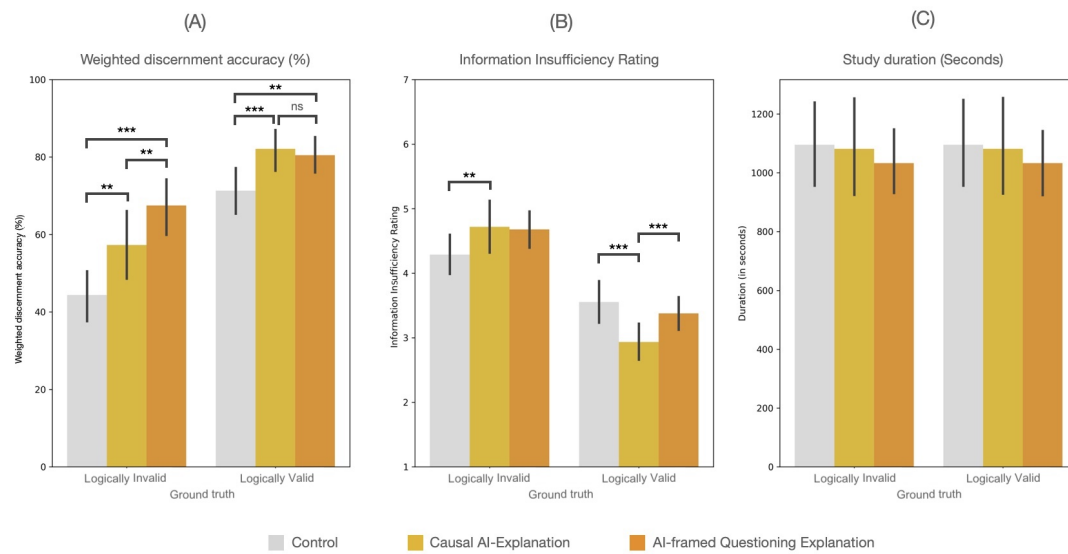 (A)
Weighted discernment accuracy (%)
100
80
60
40
20
0
Weighted discernment accuracy (%))
***
**
**
**
***
ns
Logically Invalid
Logically Valid
Ground truth
(B)
Information Insufficiency Rating
7
6
5
4
3
2
1
Information Insufficiency Rating
**
***
***
Logically Invalid
Logically Valid
Ground truth
(C)
Study duration (Seconds)
1200
1000
800
600
400
200
0
Duration (in seconds)
Logically Invalid
Logically Valid
Ground truth
Control
Causal AI-Explanation
AI-framed Questioning Explanation